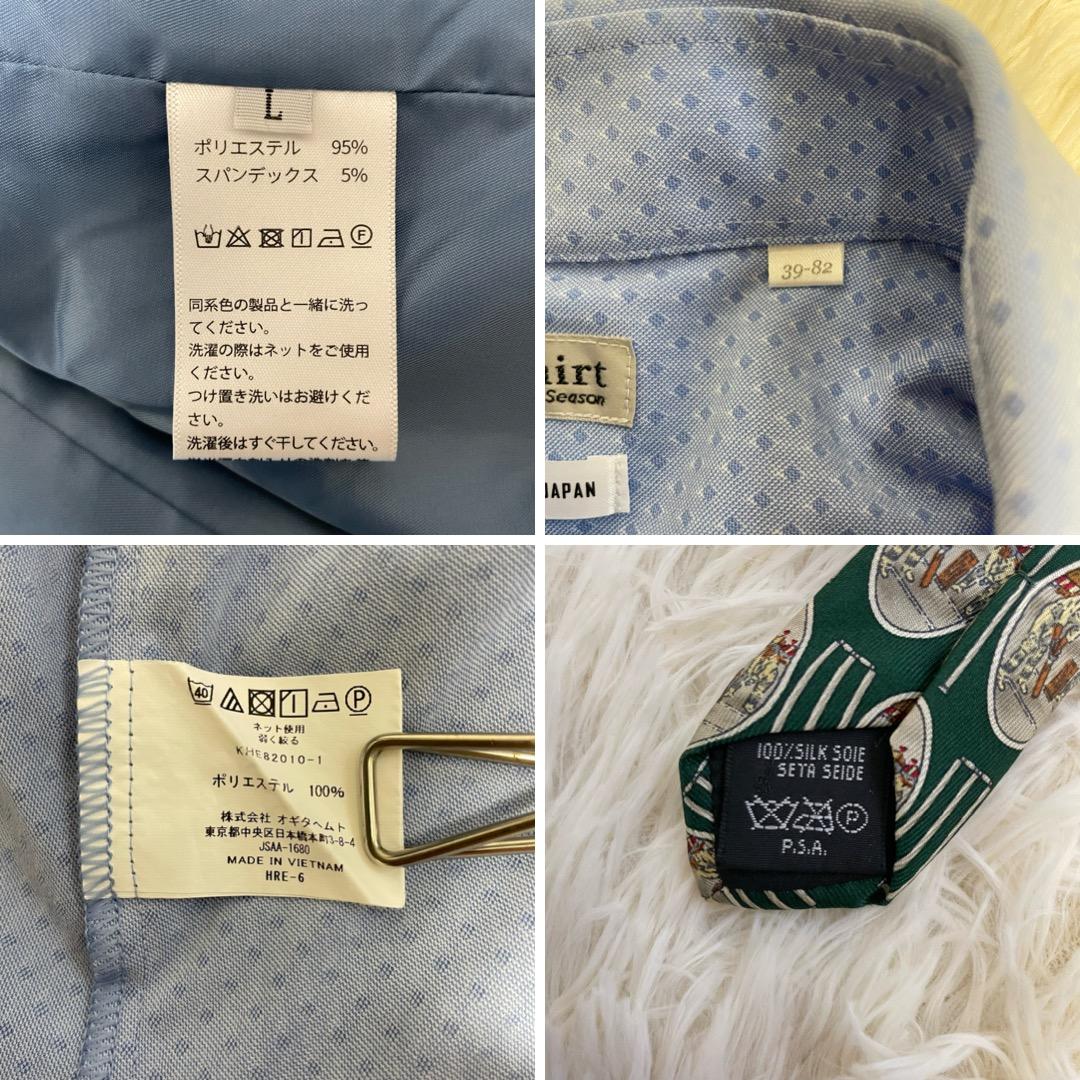 L
ポリエステル 95%
スパンデックス 5%
同系色の製品と一緒に洗っ
てください。
洗濯の際はネットをご使用
ください。
つけ置き洗いはお避けくだ
さい。
洗濯後はすぐ干してください。
39-82
hirt
Season
JAPAN
40
ネット使用
弱く絞る
KHE82010-1
ポリエステル 100%
株式会社 オギタヘムト
東京都中央区日本橋本町3-8-4
JSAA-1680
MADE IN VIETNAM
HRE-6
100%SILK SOIE
SETA SEIDE
P
P.S.A.